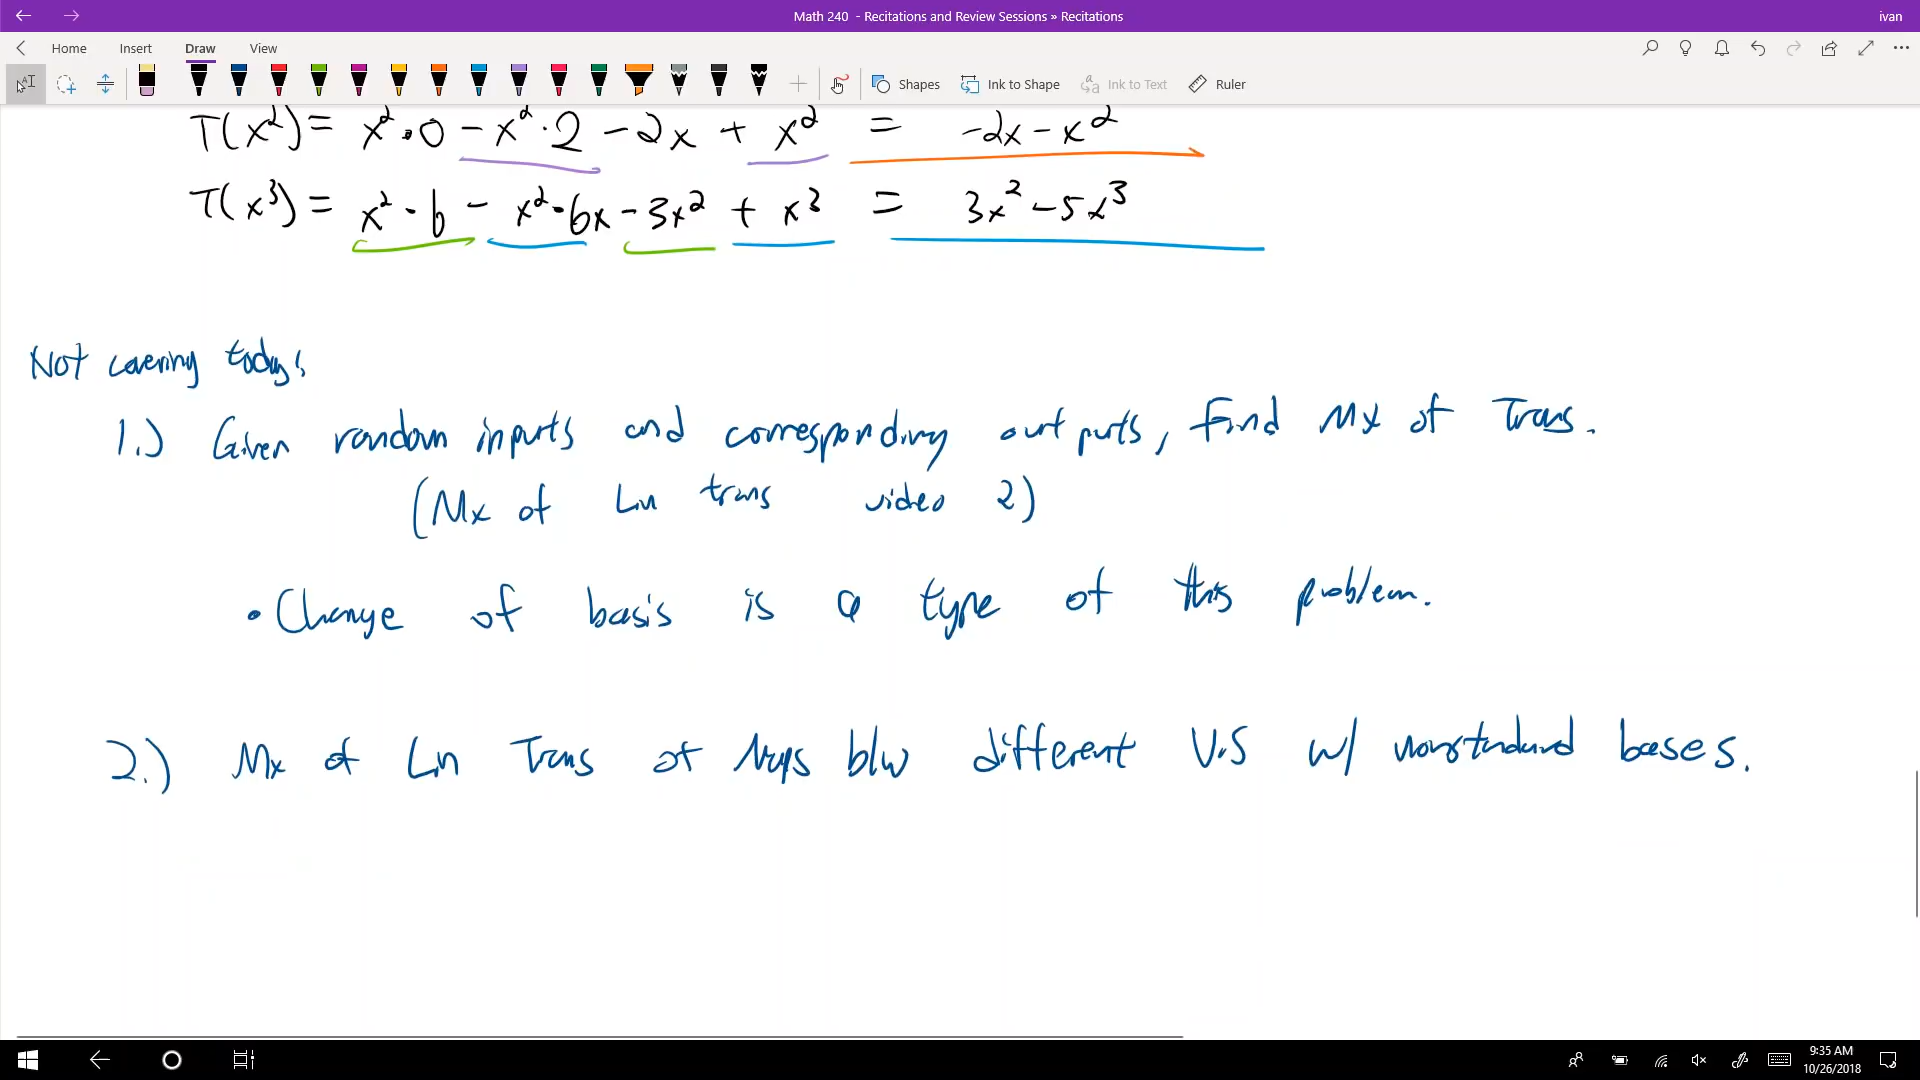 Math 240 - Recitations and Review Sessions » Recitations
ivan
Home Insert Draw View
Shapes Ink to Shape Ink to Text Ruler
T(x²) = x²·0 - x²·2 - 2x + x² = -2x - x²
T(x³) = x²·6 - x²·6x - 3x² + x³ = 3x² - 5x³
Not covering today:
1.) Given random inputs and corresponding outputs, Find Mx of Trans.
(Mx of Lin trans video 2)
• Change of basis is a type of this problem.
2.) Mx of Lin Trans of Maps b/w different V.S w/ nonstandard bases.
9:35 AM
10/26/2018